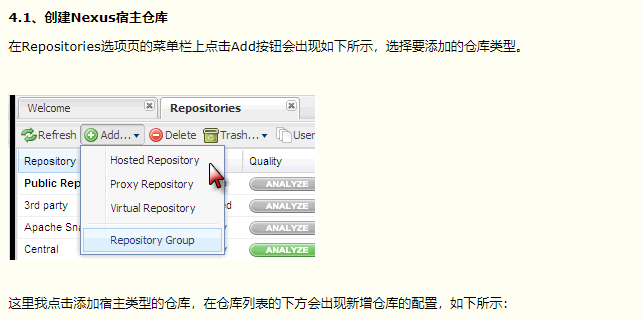 4.1、创建Nexus宿主仓库
在Repositories选项页的菜单栏上点击Add按钮会出现如下所示，选择要添加的仓库类型。
Welcome Repositories
Refresh Add... Delete Trash... User
Repository Quality
Hosted Repository
Public Rep ANALYZE
Proxy Repository
3rd party ed ANALYZE
Virtual Repository
Apache Sna ANALYZE
Repository Group
Central ANALYZE
这里我点击添加宿主类型的仓库，在仓库列表的下方会出现新增仓库的配置，如下所示：